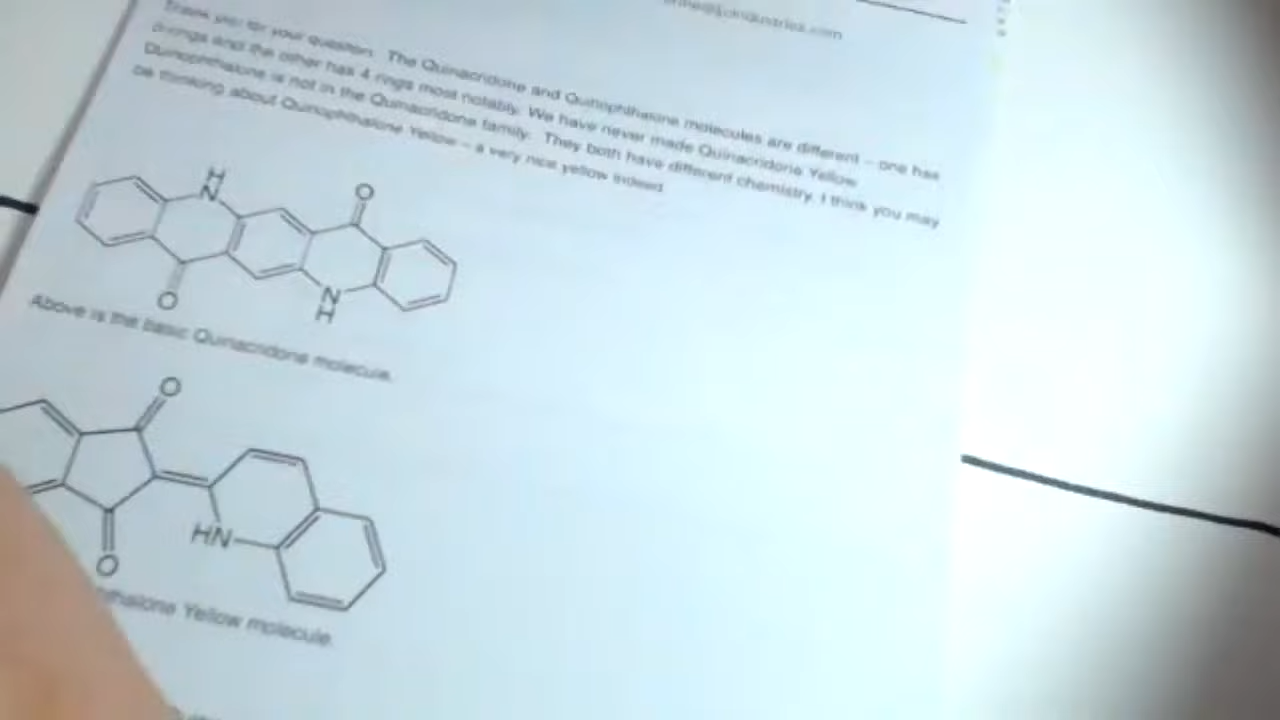 Thank you for your question. The Quinacridone and Quinophthalone molecules are different - one has
rings and the other has 4 rings most notably. We have never made Quinacridone Yellow.
Quinophthalone is not in the Quinacridone family. They both have different chemistry. I think you may
be thinking about Quinophthalone Yellow - a very nice yellow indeed.
H
N
O
O
N
H
Above is the basic Quinacridone molecule.
O
HN
O
hthalone Yellow molecule.